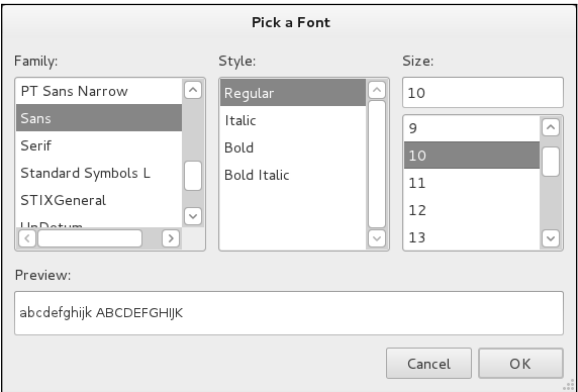 Pick a Font
Family:
PT Sans Narrow
Sans
Serif
Standard Symbols L
STIXGeneral
UnDotum
Style:
Regular
Italic
Bold
Bold Italic
Size:
10
9
10
11
12
13
Preview:
abcdefghijk ABCDEFGHIJK
Cancel
OK